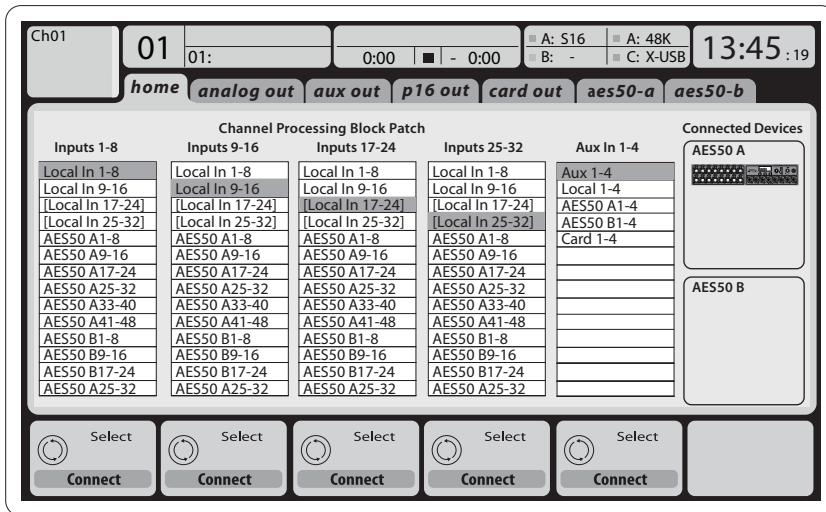 Ch01
01
01:
0:00
- 0:00
A: S16
A: 48K
B: -
C: X-USB
13:45 : 19
home
analog out
aux out
p16 out
card out
aes50-a
aes50-b
Channel Processing Block Patch
Connected Devices
Inputs 1-8
Inputs 9-16
Inputs 17-24
Inputs 25-32
Aux In 1-4
Local In 1-8
Local In 9-16
[Local In 17-24]
[Local In 25-32]
AES50 A1-8
AES50 A9-16
AES50 A17-24
AES50 A25-32
AES50 A33-40
AES50 A41-48
AES50 B1-8
AES50 B9-16
AES50 B17-24
AES50 A25-32
Local In 1-8
Local In 9-16
[Local In 17-24]
[Local In 25-32]
AES50 A1-8
AES50 A9-16
AES50 A17-24
AES50 A25-32
AES50 A33-40
AES50 A41-48
AES50 B1-8
AES50 B9-16
AES50 B17-24
AES50 A25-32
Local In 1-8
Local In 9-16
[Local In 17-24]
[Local In 25-32]
AES50 A1-8
AES50 A9-16
AES50 A17-24
AES50 A25-32
AES50 A33-40
AES50 A41-48
AES50 B1-8
AES50 B9-16
AES50 B17-24
AES50 A25-32
Local In 1-8
Local In 9-16
[Local In 17-24]
[Local In 25-32]
AES50 A1-8
AES50 A9-16
AES50 A17-24
AES50 A25-32
AES50 A33-40
AES50 A41-48
AES50 B1-8
AES50 B9-16
AES50 B17-24
AES50 A25-32
Aux 1-4
Local 1-4
AES50 A1-4
AES50 B1-4
Card 1-4
AES50 A
AES50 B
Select
Connect
Select
Connect
Select
Connect
Select
Connect
Select
Connect